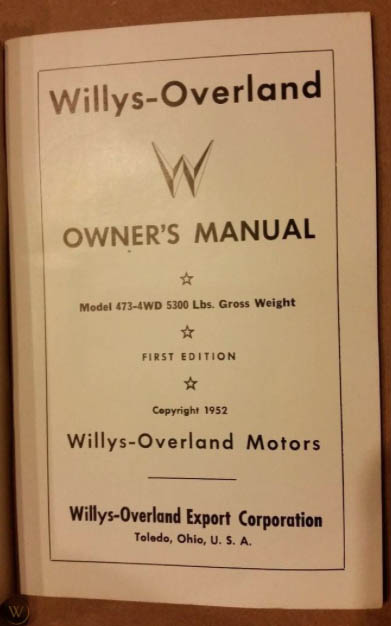 Willys-Overland
W
OWNER'S MANUAL
Model 473-4WD 5300 Lbs. Gross Weight
FIRST EDITION
Copyright 1952
Willys-Overland Motors
Willys-Overland Export Corporation
Toledo, Ohio, U. S. A.
W